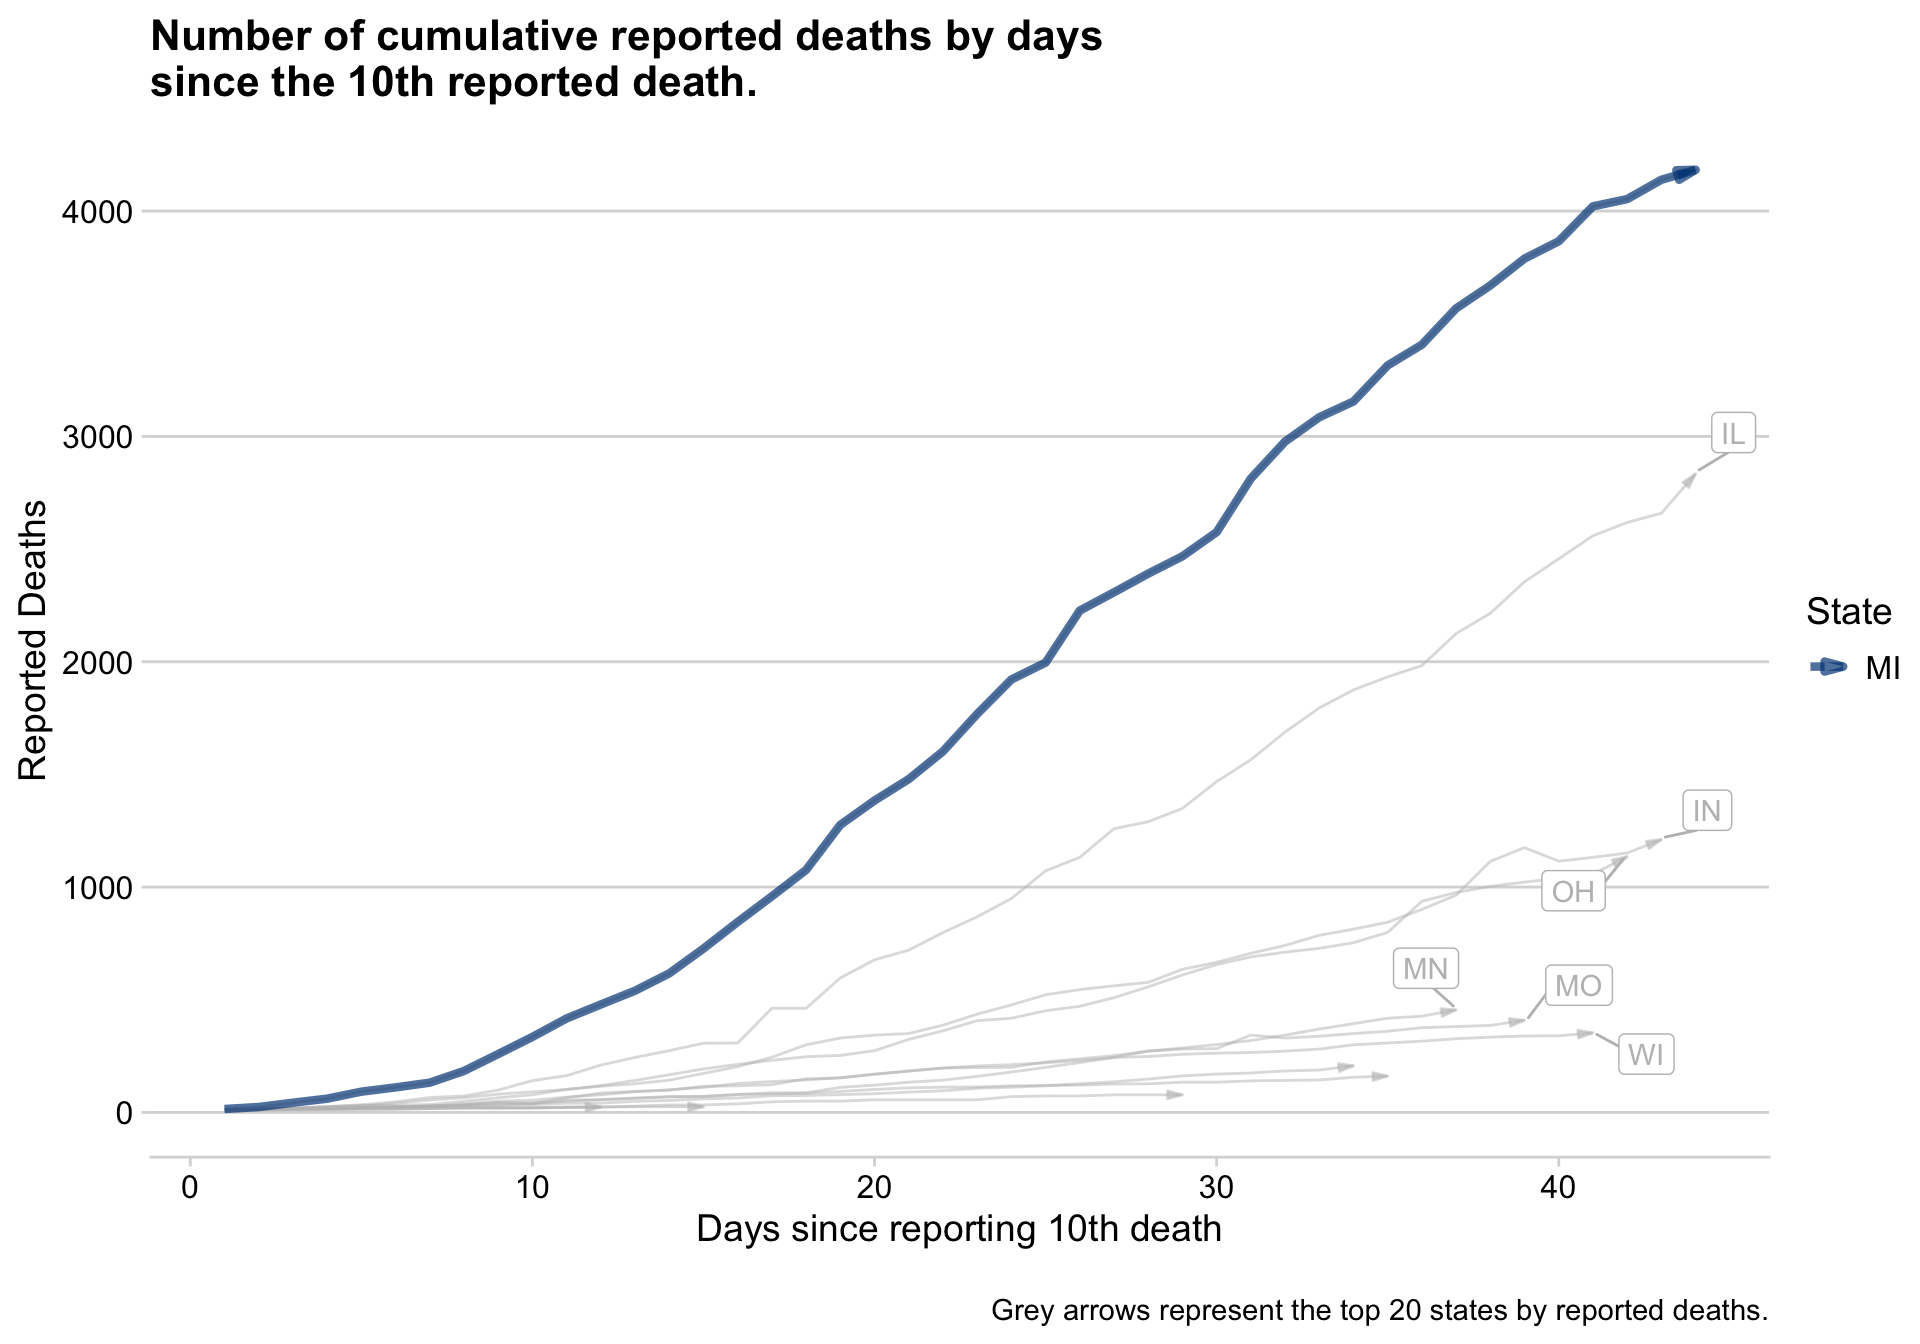 Number of cumulative reported deaths by days
since the 10th reported death.
4000
3000
2000
1000
0
Reported Deaths
IL
IN
OH
MN
MO
WI
State
MI
0 10 20 30 40
Days since reporting 10th death
Grey arrows represent the top 20 states by reported deaths.